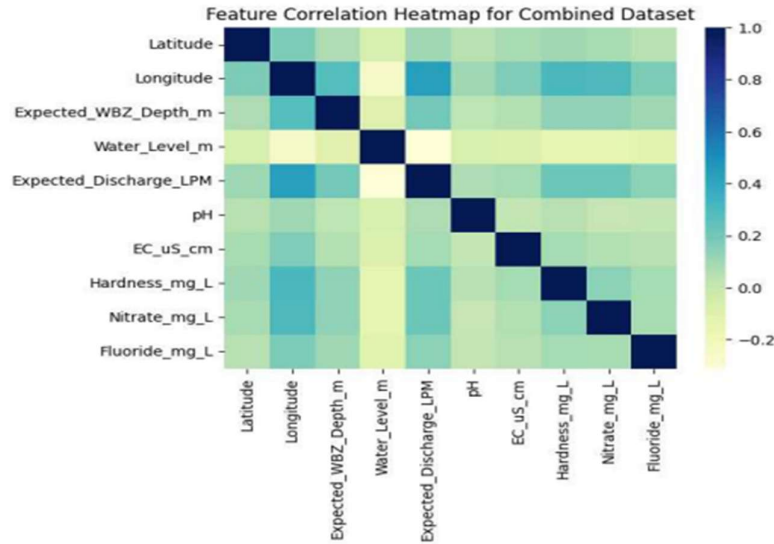 Feature Correlation Heatmap for Combined Dataset
Latitude
Longitude
Expected_WBZ_Depth_m
Water_Level_m
Expected_Discharge_LPM
pH
EC_uS_cm
Hardness_mg_L
Nitrate_mg_L
Fluoride_mg_L
Latitude
Longitude
Expected_WBZ_Depth_m
Water_Level_m
Expected_Discharge_LPM
pH
EC_uS_cm
Hardness_mg_L
Nitrate_mg_L
Fluoride_mg_L
1.0
0.8
0.6
0.4
0.2
0.0
−0.2